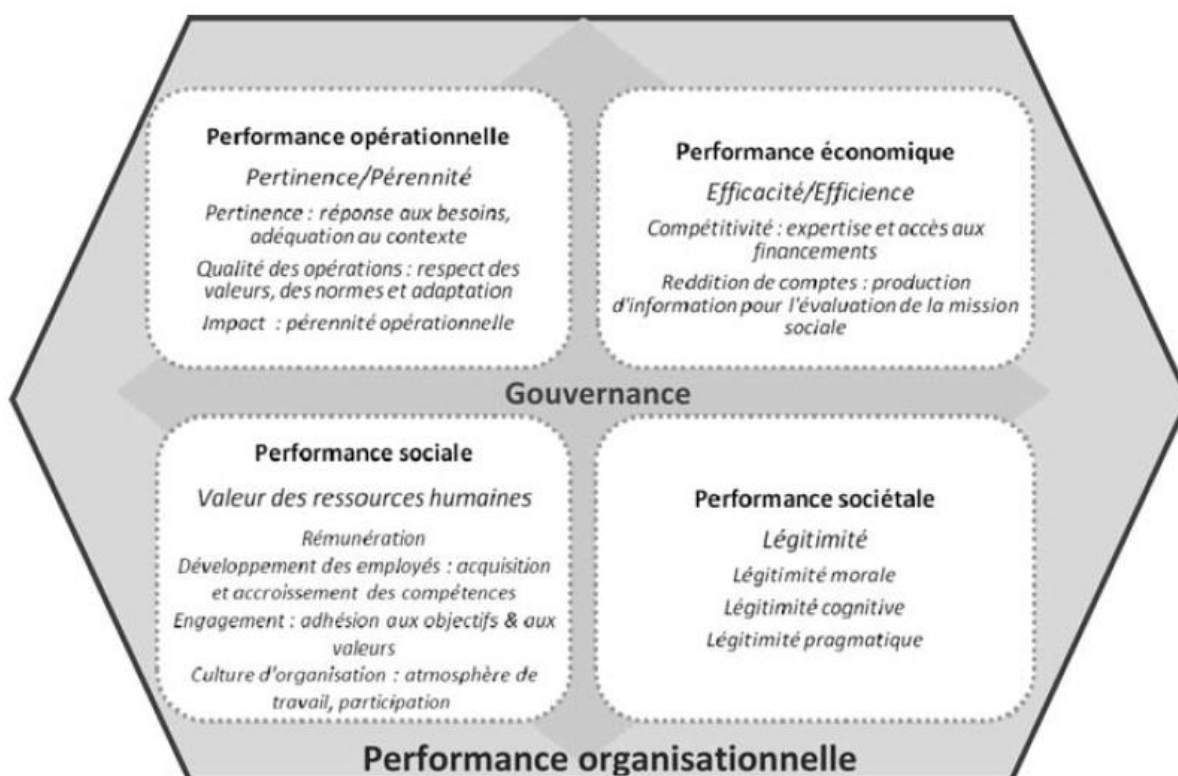 Performance opérationnelle
Pertinence/Pérennité
Pertinence : réponse aux besoins,
adéquation au contexte
Qualité des opérations : respect des
valeurs, des normes et adaptation
Impact : pérennité opérationnelle
Performance économique
Efficacité/Efficience
Compétitivité : expertise et accès aux
financements
Reddition de comptes : production
d'information pour l'évaluation de la mission
sociale
Gouvernance
Performance sociale
Valeur des ressources humaines
Rémunération
Développement des employés : acquisition
et accroissement des compétences
Engagement : adhésion aux objectifs & aux
valeurs
Culture d'organisation : atmosphère de
travail, participation
Performance sociétale
Légitimité
Légitimité morale
Légitimité cognitive
Légitimité pragmatique
Performance organisationnelle